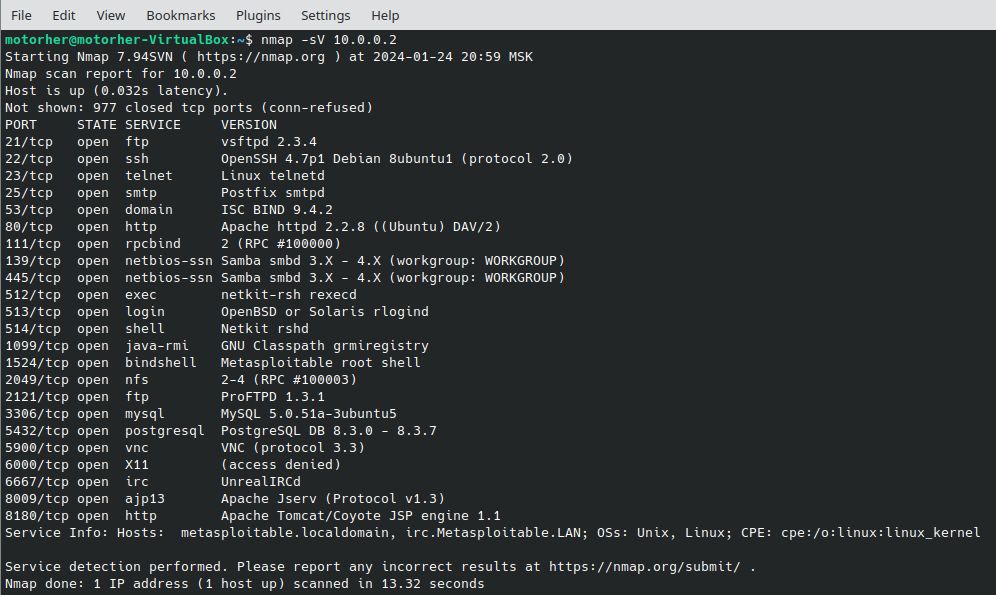 File Edit View Bookmarks Plugins Settings Help
motorher@motorher-VirtualBox:~$ nmap -sV 10.0.0.2
Starting Nmap 7.94SVN ( https://nmap.org ) at 2024-01-24 20:59 MSK
Nmap scan report for 10.0.0.2
Host is up (0.032s latency).
Not shown: 977 closed tcp ports (conn-refused)
PORT     STATE SERVICE     VERSION
21/tcp   open  ftp         vsftpd 2.3.4
22/tcp   open  ssh         OpenSSH 4.7p1 Debian 8ubuntu1 (protocol 2.0)
23/tcp   open  telnet      Linux telnetd
25/tcp   open  smtp        Postfix smtpd
53/tcp   open  domain      ISC BIND 9.4.2
80/tcp   open  http        Apache httpd 2.2.8 ((Ubuntu) DAV/2)
111/tcp  open  rpcbind     2 (RPC #100000)
139/tcp  open  netbios-ssn Samba smbd 3.X - 4.X (workgroup: WORKGROUP)
445/tcp  open  netbios-ssn Samba smbd 3.X - 4.X (workgroup: WORKGROUP)
512/tcp  open  exec        netkit-rsh rexecd
513/tcp  open  login       OpenBSD or Solaris rlogind
514/tcp  open  shell       Netkit rshd
1099/tcp open  java-rmi    GNU Classpath grmiregistry
1524/tcp open  bindshell   Metasploitable root shell
2049/tcp open  nfs         2-4 (RPC #100003)
2121/tcp open  ftp         ProFTPD 1.3.1
3306/tcp open  mysql       MySQL 5.0.51a-3ubuntu5
5432/tcp open  postgresql  PostgreSQL DB 8.3.0 - 8.3.7
5900/tcp open  vnc         VNC (protocol 3.3)
6000/tcp open  X11         (access denied)
6667/tcp open  irc         UnrealIRCd
8009/tcp open  ajp13       Apache Jserv (Protocol v1.3)
8180/tcp open  http        Apache Tomcat/Coyote JSP engine 1.1
Service Info: Hosts:  metasploitable.localdomain, irc.Metasploitable.LAN; OSs: Unix, Linux; CPE: cpe:/o:linux:linux_kernel
Service detection performed. Please report any incorrect results at https://nmap.org/submit/ .
Nmap done: 1 IP address (1 host up) scanned in 13.32 seconds